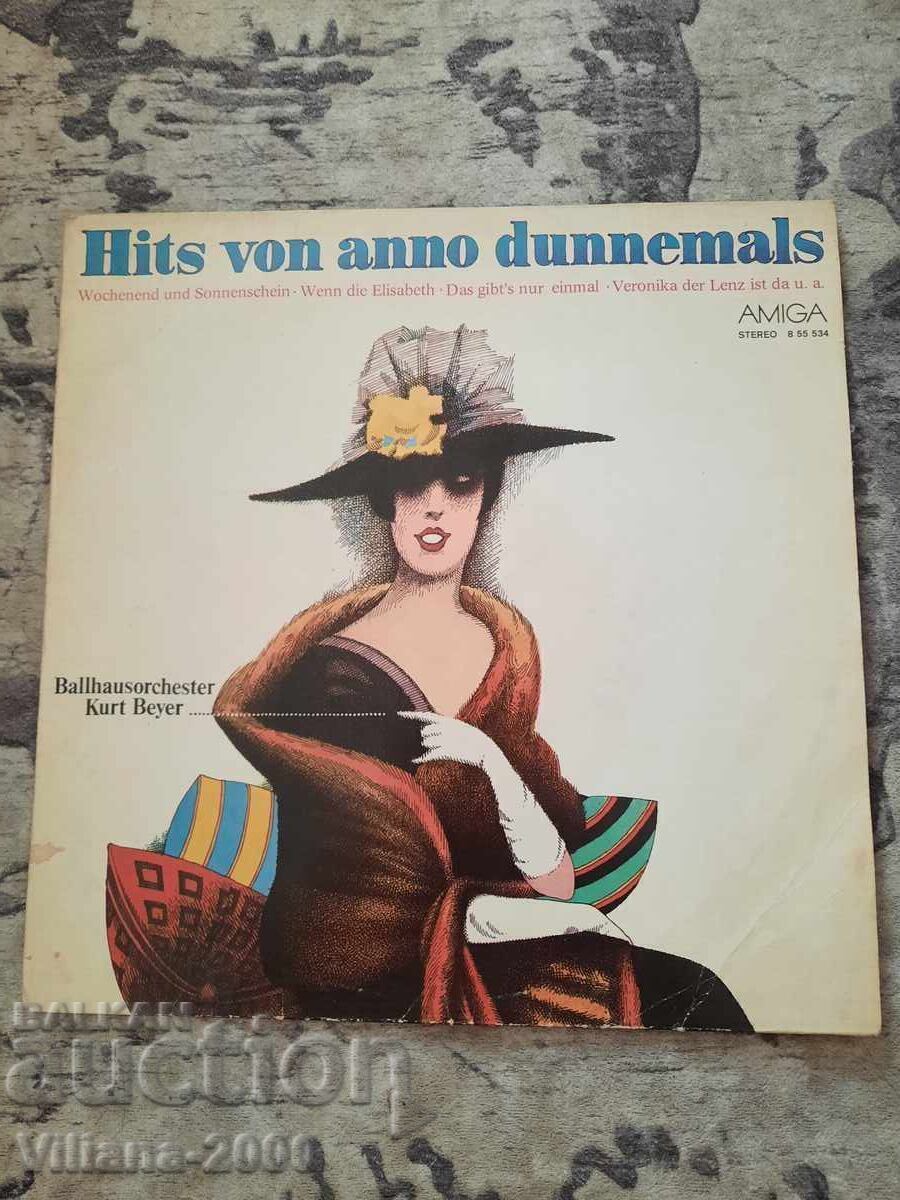 Hits von anno dunnemals
Wochenend und Sonnenschein · Wenn die Elisabeth · Das gibt's nur einmal · Veronika der Lenz ist da u. a.
AMIGA
STEREO 8 55 534
Ballhausorchester
Kurt Beyer
BALKAN
auction
Viliana-2009